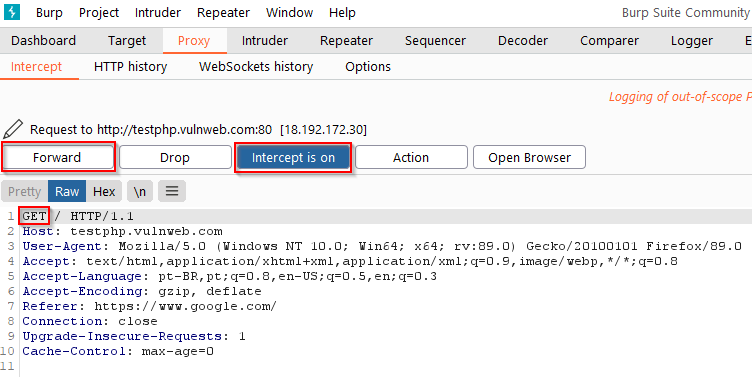 Burp Project Intruder Repeater Window Help Burp Suite Community
Dashboard Target Proxy Intruder Repeater Sequencer Decoder Comparer Logger E
Intercept HTTP history WebSockets history Options
Logging of out-of-scope P
Request to http://testphp.vulnweb.com:80 [18.192.172.30]
Forward Drop Intercept is on Action Open Browser
Pretty Raw Hex \n
1 GET / HTTP/1.1
2 Host: testphp.vulnweb.com
3 User-Agent: Mozilla/5.0 (Windows NT 10.0; Win64; x64; rv:89.0) Gecko/20100101 Firefox/89.0
4 Accept: text/html,application/xhtml+xml,application/xml;q=0.9,image/webp,*/*;q=0.8
5 Accept-Language: pt-BR,pt;q=0.8,en-US;q=0.5,en;q=0.3
6 Accept-Encoding: gzip, deflate
7 Referer: https://www.google.com/
8 Connection: close
9 Upgrade-Insecure-Requests: 1
10 Cache-Control: max-age=0
11